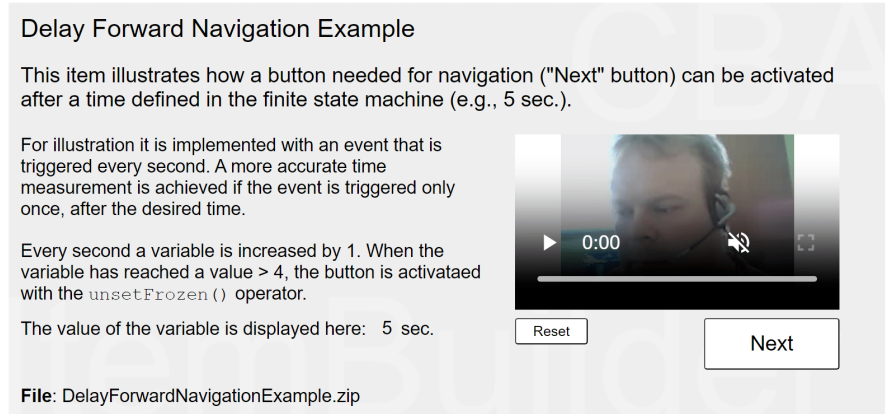 Delay Forward Navigation Example
This item illustrates how a button needed for navigation ("Next" button) can be activated
after a time defined in the finite state machine (e.g., 5 sec.).
For illustration it is implemented with an event that is
triggered every second. A more accurate time
measurement is achieved if the event is triggered only
once, after the desired time.
Every second a variable is increased by 1. When the
variable has reached a value > 4, the button is activataed
with the unsetFrozen() operator.
The value of the variable is displayed here: 5 sec.
0:00
Reset
Next
File: DelayForwardNavigationExample.zip
CBA
ItemBuilder